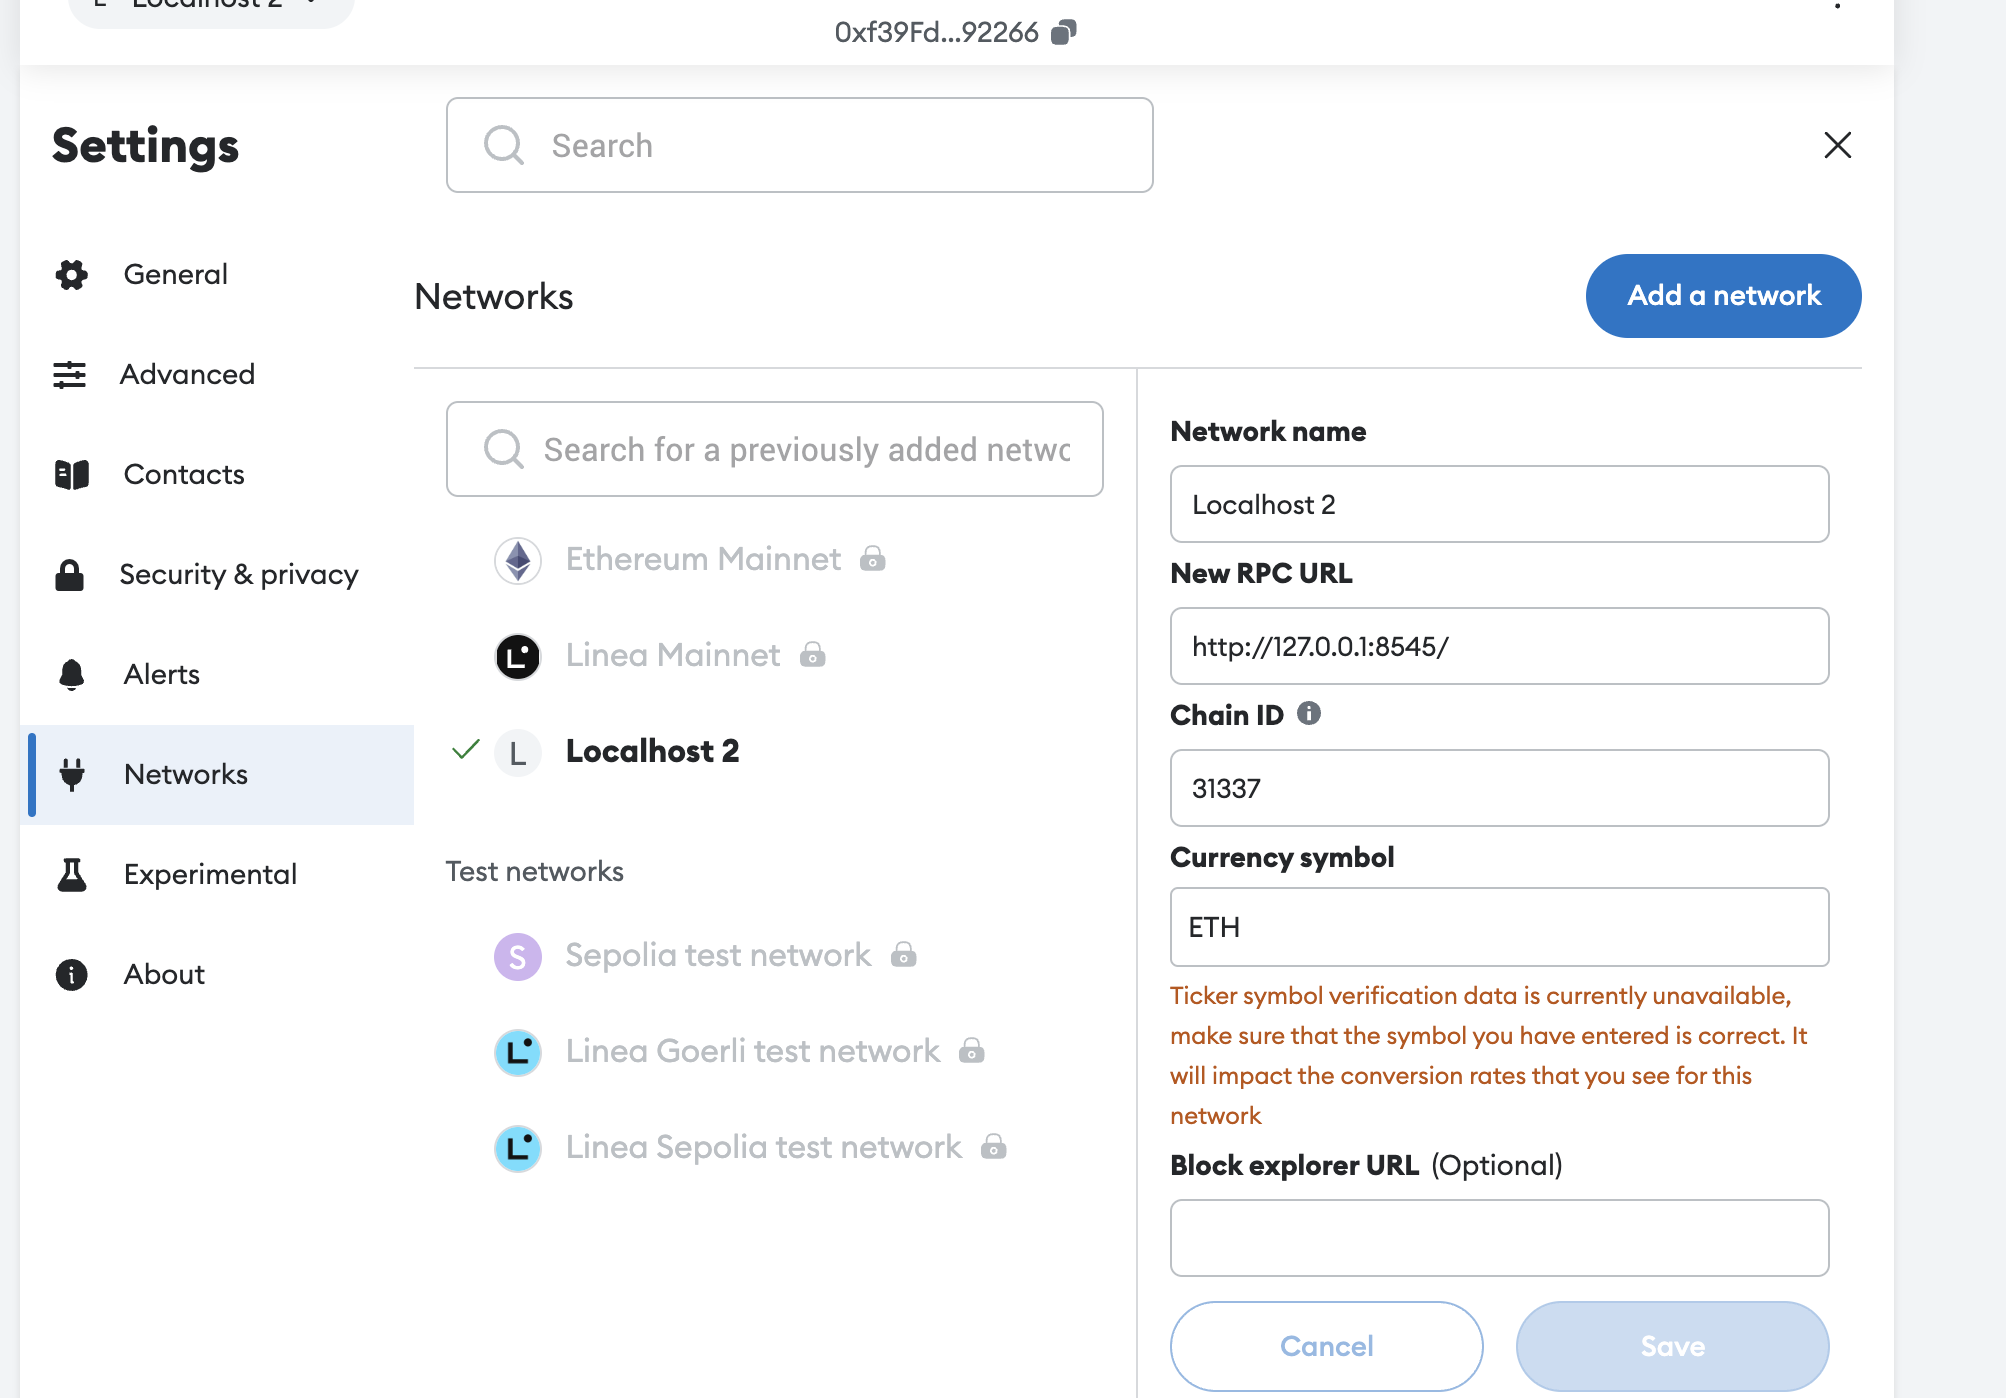 L Localhost 2
0xf39Fd...92266
Settings
Search
General
Advanced
Contacts
Security & privacy
Alerts
Networks
Experimental
About
Networks
Add a network
Search for a previously added netwo
Ethereum Mainnet
Linea Mainnet
L Localhost 2
Test networks
S Sepolia test network
Linea Goerli test network
Linea Sepolia test network
Network name
Localhost 2
New RPC URL
http://127.0.0.1:8545/
Chain ID
31337
Currency symbol
ETH
Ticker symbol verification data is currently unavailable,
make sure that the symbol you have entered is correct. It
will impact the conversion rates that you see for this
network
Block explorer URL (Optional)
Cancel
Save